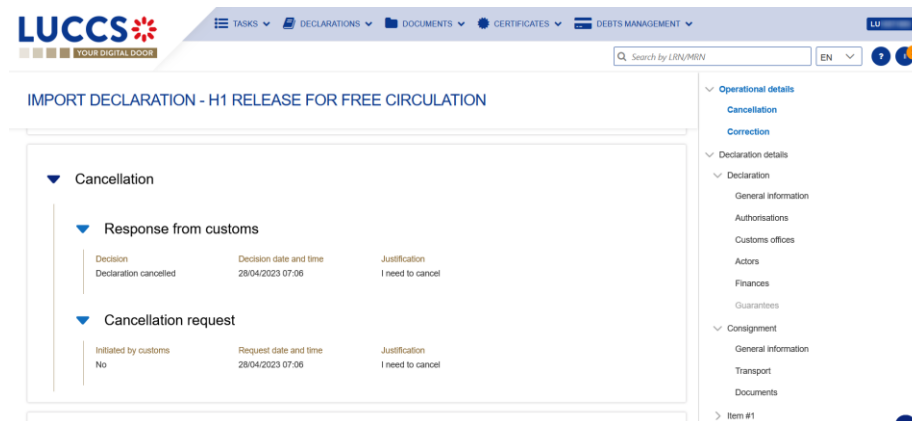 LUCCS
YOUR DIGITAL DOOR
TASKS DECLARATIONS DOCUMENTS CERTIFICATES DEBTS MANAGEMENT
LU
Search by LRN/MRN EN ?
IMPORT DECLARATION - H1 RELEASE FOR FREE CIRCULATION
Cancellation
Response from customs
Decision Decision date and time Justification
Declaration cancelled 28/04/2023 07:06 I need to cancel
Cancellation request
Initiated by customs Request date and time Justification
No 28/04/2023 07:06 I need to cancel
Operational details
Cancellation
Correction
Declaration details
Declaration
General information
Authorisations
Customs offices
Actors
Finances
Guarantees
Consignment
General information
Transport
Documents
Item #1